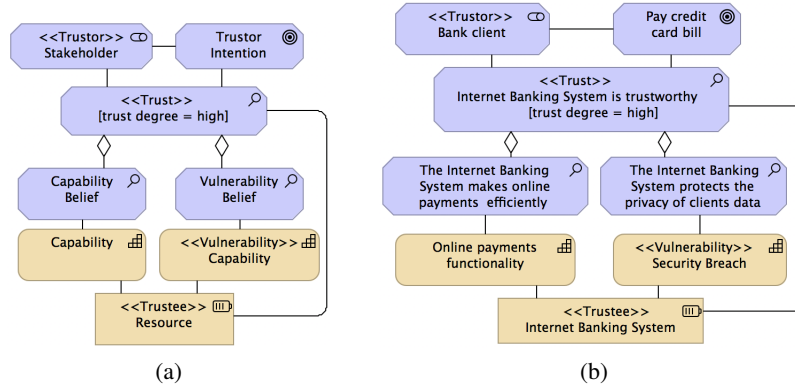 <<Trustor>>
Stakeholder
Trustor
Intention
<<Trust>>
[trust degree = high]
Capability
Belief
Vulnerability
Belief
Capability
<<Vulnerability>>
Capability
<<Trustee>>
Resource
(a)
<<Trustor>>
Bank client
Pay credit
card bill
<<Trust>>
Internet Banking System is trustworthy
[trust degree = high]
The Internet Banking
System makes online
payments efficiently
The Internet Banking
System protects the
privacy of clients data
Online payments
functionality
<<Vulnerability>>
Security Breach
<<Trustee>>
Internet Banking System
(b)